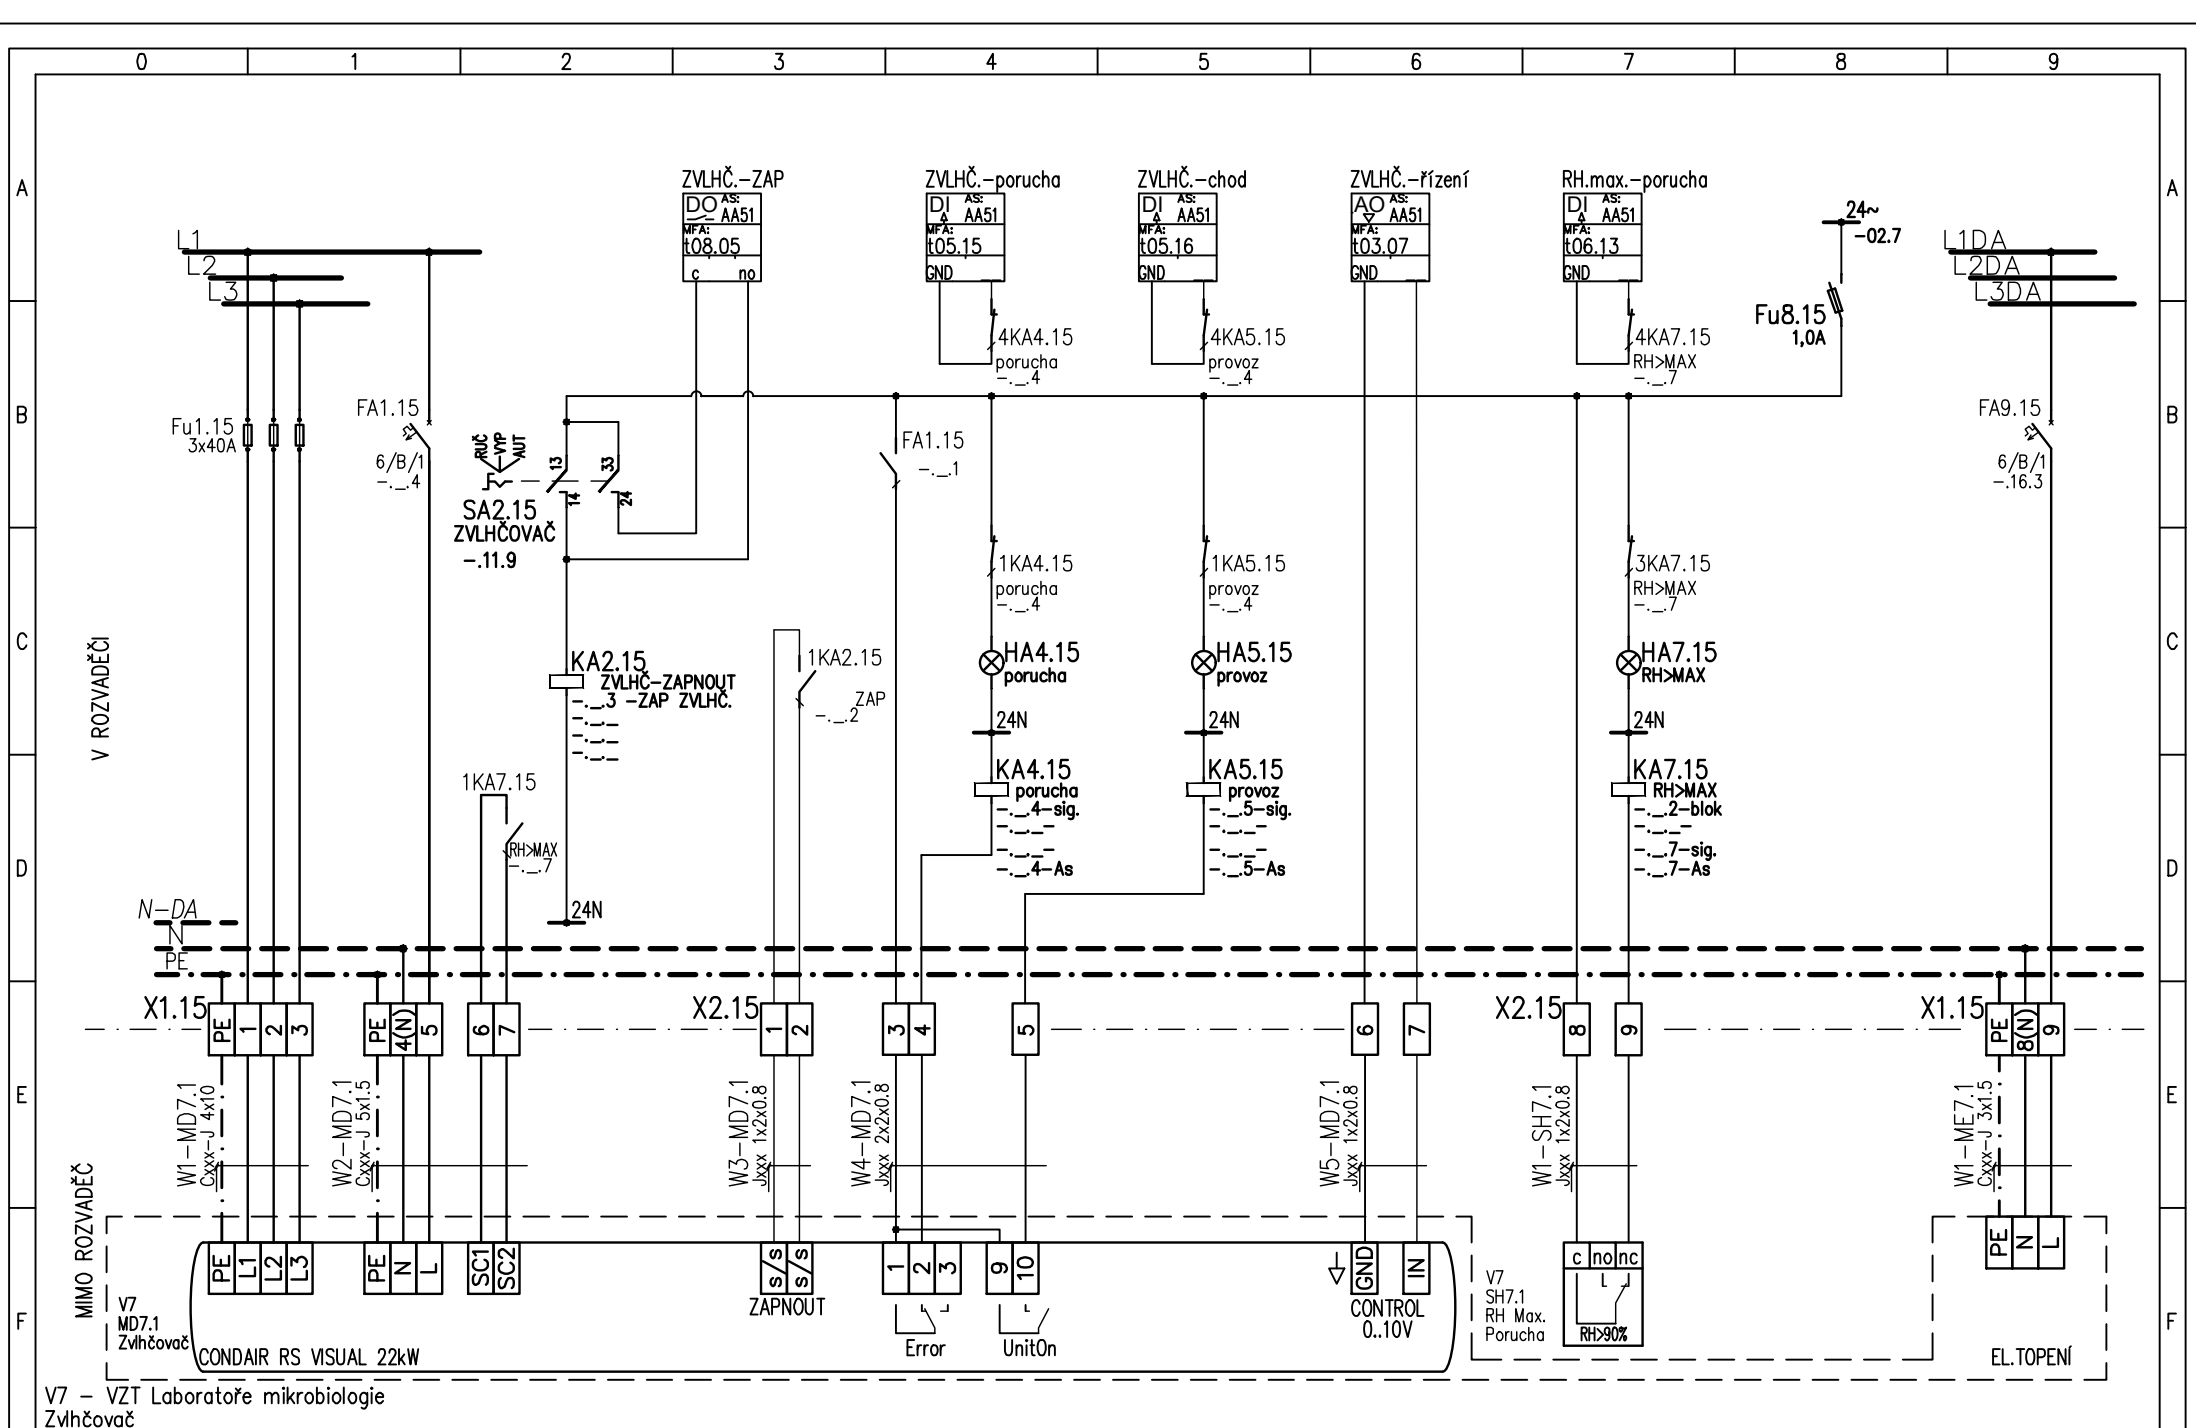 0 1 2 3 4 5 6 7 8 9
A
A
ZVLHČ.-ZAP
DO AS: AA51
MFA:
t08.05
c no
ZVLHČ.-porucha
DI AS: AA51
MFA:
t05.15
GND
ZVLHČ.-chod
DI AS: AA51
MFA:
t05.16
GND
ZVLHČ.-řízení
AO AS: AA51
MFA:
t03.07
GND
RH.max.-porucha
DI AS: AA51
MFA:
t06.13
GND
24~
-02.7
L1
L2
L3
L1DA
L2DA
L3DA
Fu8.15
1,0A
4KA4.15
porucha
-._.4
4KA5.15
provoz
-._.4
4KA7.15
RH>MAX
-._.7
B
B
Fu1.15
3x40A
FA1.15
6/B/1
-._.4
RUČ
VYP
AUT
13
14
33
24
SA2.15
ZVLHČOVAČ
-.11.9
FA1.15
-._.1
FA9.15
6/B/1
-.16.3
1KA4.15
porucha
-._.4
1KA5.15
provoz
-._.4
3KA7.15
RH>MAX
-._.7
C
C
V ROZVADĚČI
KA2.15
ZVLHČ-ZAPNOUT
-._.3 -ZAP ZVLHČ.
-._._
-._._
-._._
1KA2.15
ZAP
-._.2
HA4.15
porucha
HA5.15
provoz
HA7.15
RH>MAX
24N
24N
24N
KA4.15
porucha
-._.4-sig.
-._._-
-._._-
-._.4-As
KA5.15
provoz
-._.5-sig.
-._._-
-._._-
-._.5-As
KA7.15
RH>MAX
-._.2-blok
-._._-
-._.7-sig.
-._.7-As
1KA7.15
RH>MAX
-._.7
D
D
24N
N-DA
N
PE
X1.15
PE 1 2 3
PE 4(N) 5
6 7
X2.15
1 2
3 4
5
6 7
X2.15
8 9
X1.15
PE 8(N) 9
E
E
W1-MD7.1
Cxxx-J 4x10
W2-MD7.1
Cxxx-J 5x1.5
W3-MD7.1
Jxxx 1x2x0.8
W4-MD7.1
Jxxx 2x2x0.8
W5-MD7.1
Jxxx 1x2x0.8
W1-SH7.1
Jxxx 1x2x0.8
W1-ME7.1
Cxxx-J 3x1.5
MIMO ROZVADĚČ
PE L1 L2 L3
PE N L
SC1 SC2
s/s s/s
ZAPNOUT
1 2 3
Error
9 10
UnitOn
GND IN
CONTROL
0..10V
c no nc
RH>90%
V7
SH7.1
RH Max.
Porucha
PE N L
EL.TOPENÍ
F
F
V7
MD7.1
Zvlhčovač
CONDAIR RS VISUAL 22kW
V7 - VZT Laboratoře mikrobiologie
Zvlhčovač